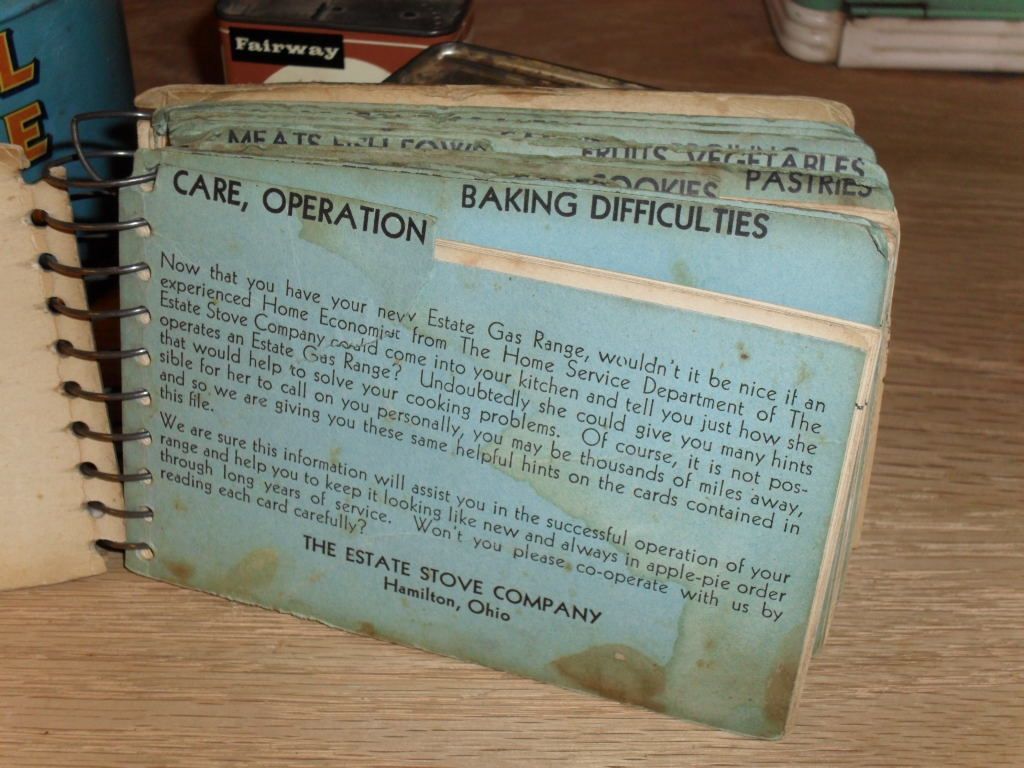 L
E
Fairway
MEATS FISH FOWL
FRUITS, VEGETABLES
COOKIES PASTRIES
CARE, OPERATION BAKING DIFFICULTIES
Now that you have your new Estate Gas Range, wouldn't it be nice if an
experienced Home Economist from The Home Service Department of The
Estate Stove Company could come into your kitchen and tell you just how she
operates an Estate Gas Range? Undoubtedly she could give you many hints
that would help to solve your cooking problems. Of course, it is not pos-
sible for her to call on you personally, you may be thousands of miles away,
and so we are giving you these same helpful hints on the cards contained in
this file.
We are sure this information will assist you in the successful operation of your
range and help you to keep it looking like new and always in apple-pie order
through long years of service. Won't you please co-operate with us by
reading each card carefully?
THE ESTATE STOVE COMPANY
Hamilton, Ohio